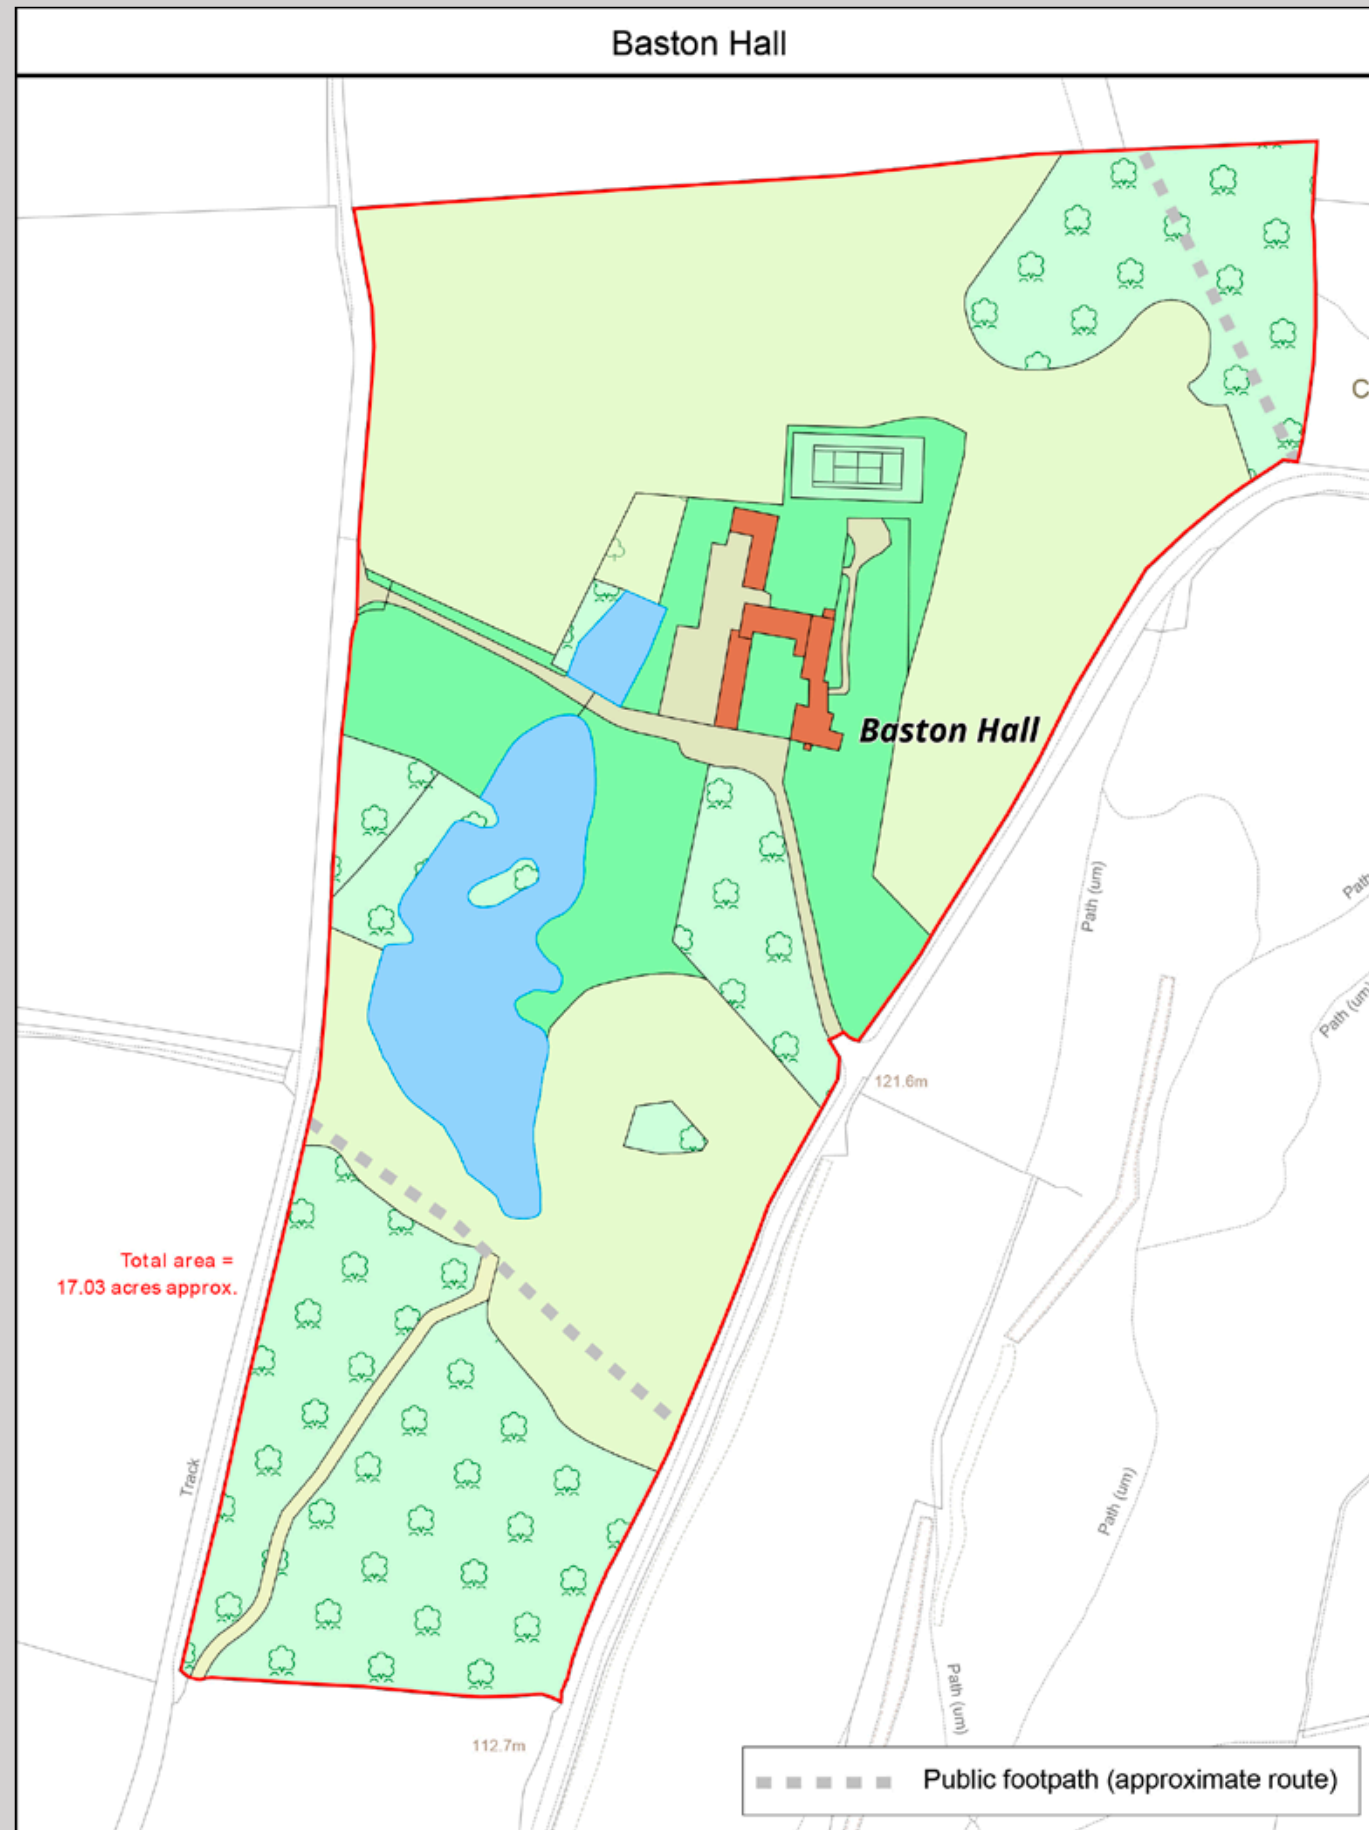 Baston Hall
C
Baston Hall
Path (um)
Path
Path (um)
121.6m
Total area =
17.03 acres approx.
Track
Path (um)
Path (um)
112.7m
Public footpath (approximate route)